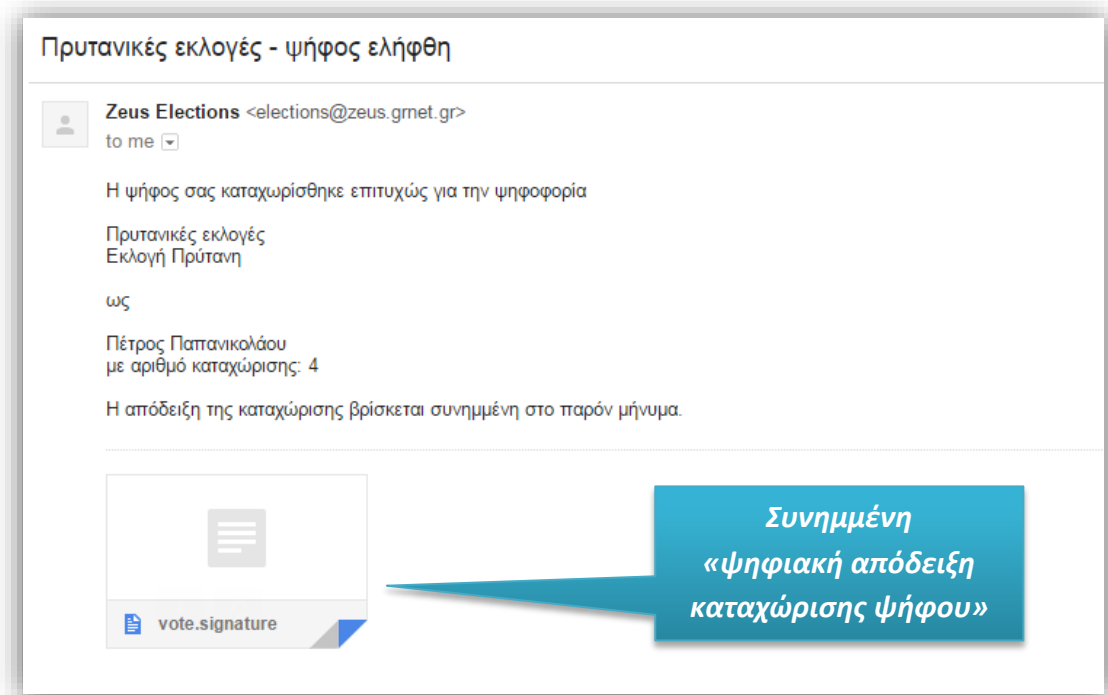 Πρυτανικές εκλογές - ψήφος ελήφθη
Zeus Elections <elections@zeus.grnet.gr>
to me
Η ψήφος σας καταχωρίσθηκε επιτυχώς για την ψηφοφορία
Πρυτανικές εκλογές
Εκλογή Πρύτανη
ως
Πέτρος Παπανικολάου
με αριθμό καταχώρισης: 4
Η απόδειξη της καταχώρισης βρίσκεται συνημμένη στο παρόν μήνυμα.
Συνημμένη
«ψηφιακή απόδειξη
καταχώρισης ψήφου»
vote.signature